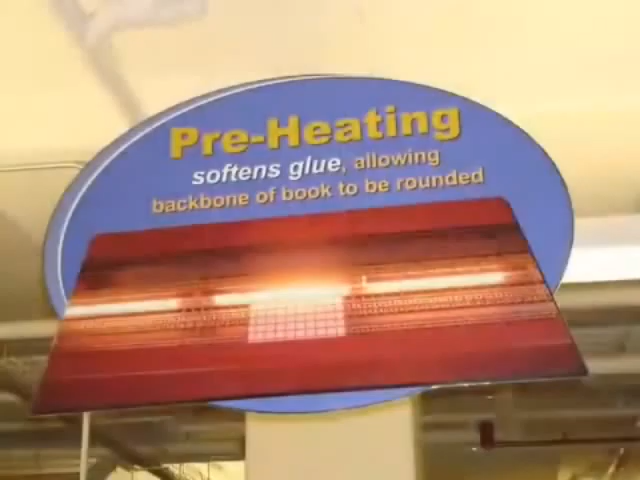 Pre-Heating
softens glue, allowing
backbone of book to be rounded